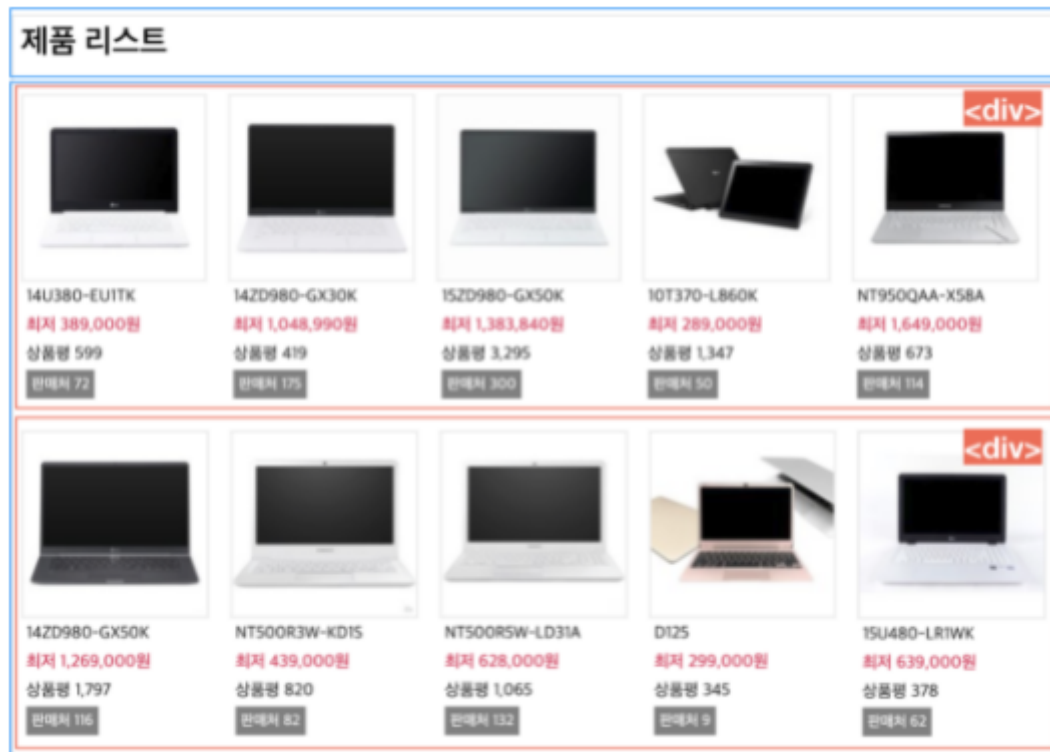 제품 리스트
<div>
14U380-EU1TK
최저 389,000원
상품평 599
판매처 72
14ZD980-GX30K
최저 1,048,990원
상품평 419
판매처 175
15ZD980-GX50K
최저 1,383,840원
상품평 3,295
판매처 300
10T370-L860K
최저 289,000원
상품평 1,347
판매처 50
NT950QAA-X58A
최저 1,649,000원
상품평 673
판매처 114
<div>
14ZD980-GX50K
최저 1,269,000원
상품평 1,797
판매처 116
NT500R3W-KD1S
최저 439,000원
상품평 820
판매처 82
NT500R5W-LD31A
최저 628,000원
상품평 1,065
판매처 132
D125
최저 299,000원
상품평 345
판매처 9
15U480-LR1WK
최저 639,000원
상품평 378
판매처 62